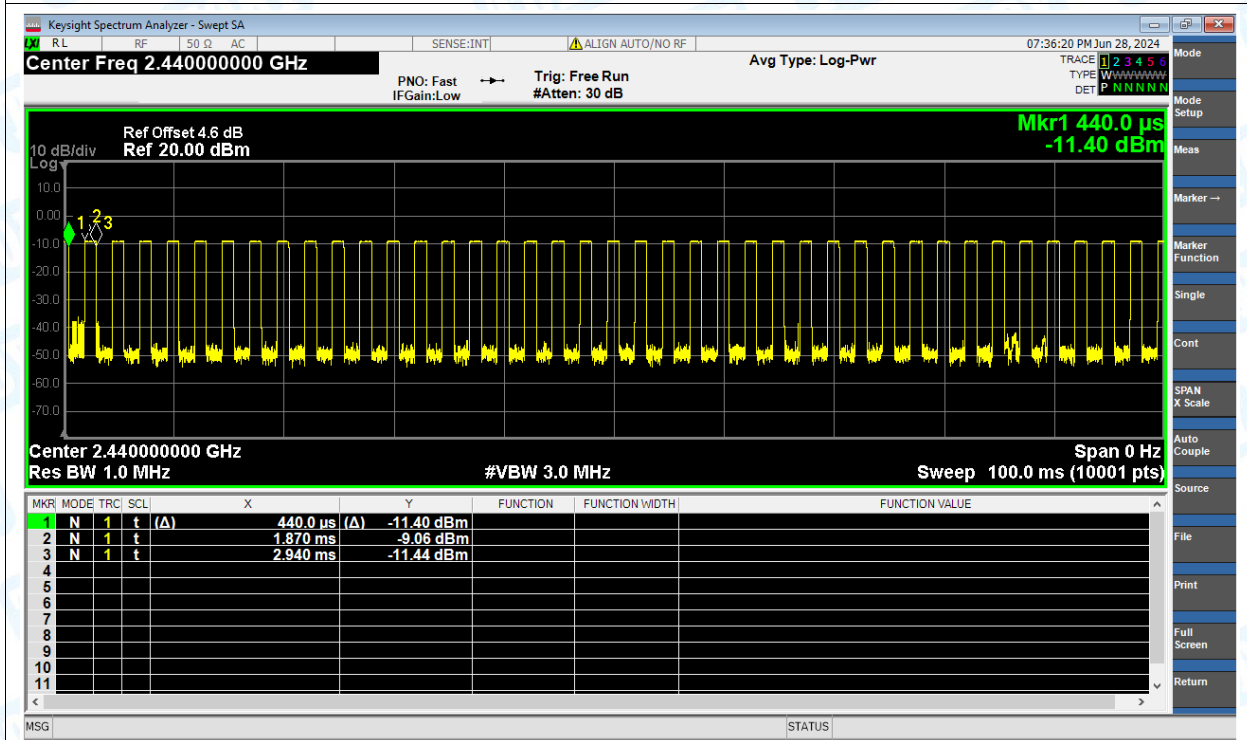 Keysight Spectrum Analyzer - Swept SA
LXI RL RF 50 Ω AC SENSE:INT ALIGN AUTO/NO RF 07:36:20 PM Jun 28, 2024
Center Freq 2.440000000 GHz
PNO: Fast
IFGain:Low
Trig: Free Run
#Atten: 30 dB
Avg Type: Log-Pwr
TRACE 1 2 3 4 5 6
TYPE WWWWWW
DET P N N N N N
Ref Offset 4.6 dB
10 dB/div Ref 20.00 dBm
Log
Mkr1 440.0 µs
-11.40 dBm
10.0
0.00
-10.0
-20.0
-30.0
-40.0
-50.0
-60.0
-70.0
1 2 3
Center 2.440000000 GHz Span 0 Hz
Res BW 1.0 MHz #VBW 3.0 MHz Sweep 100.0 ms (10001 pts)
MKR MODE TRC SCL X Y FUNCTION FUNCTION WIDTH FUNCTION VALUE
1 N 1 t (Δ) 440.0 µs (Δ) -11.40 dBm
2 N 1 t 1.870 ms -9.06 dBm
3 N 1 t 2.940 ms -11.44 dBm
4
5
6
7
8
9
10
11
MSG STATUS
Mode
Mode
Setup
Meas
Marker →
Marker
Function
Single
Cont
SPAN
X Scale
Auto
Couple
Source
File
Print
Full
Screen
Return